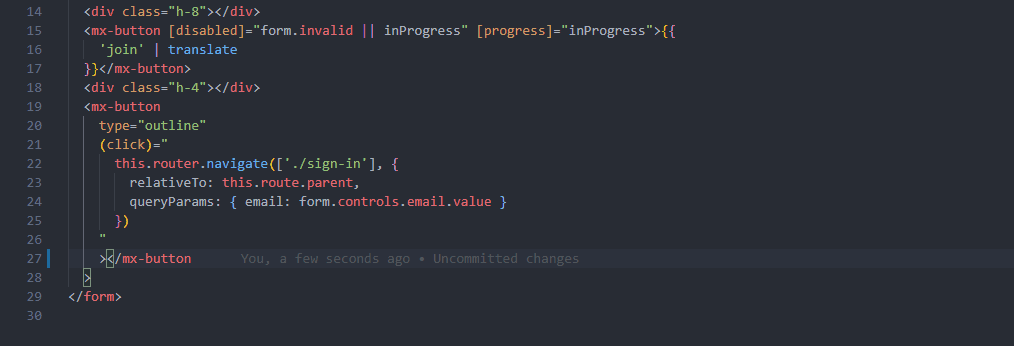 14 <div class="h-8"></div>
15 <mx-button [disabled]="form.invalid || inProgress" [progress]="inProgress">{{
16 'join' | translate
17 }}</mx-button>
18 <div class="h-4"></div>
19 <mx-button
20 type="outline"
21 (click)="
22 this.router.navigate(['./sign-in'], {
23 relativeTo: this.route.parent,
24 queryParams: { email: form.controls.email.value }
25 })
26 "
27 ></mx-button You, a few seconds ago • Uncommitted changes
28 >
29 </form>
30